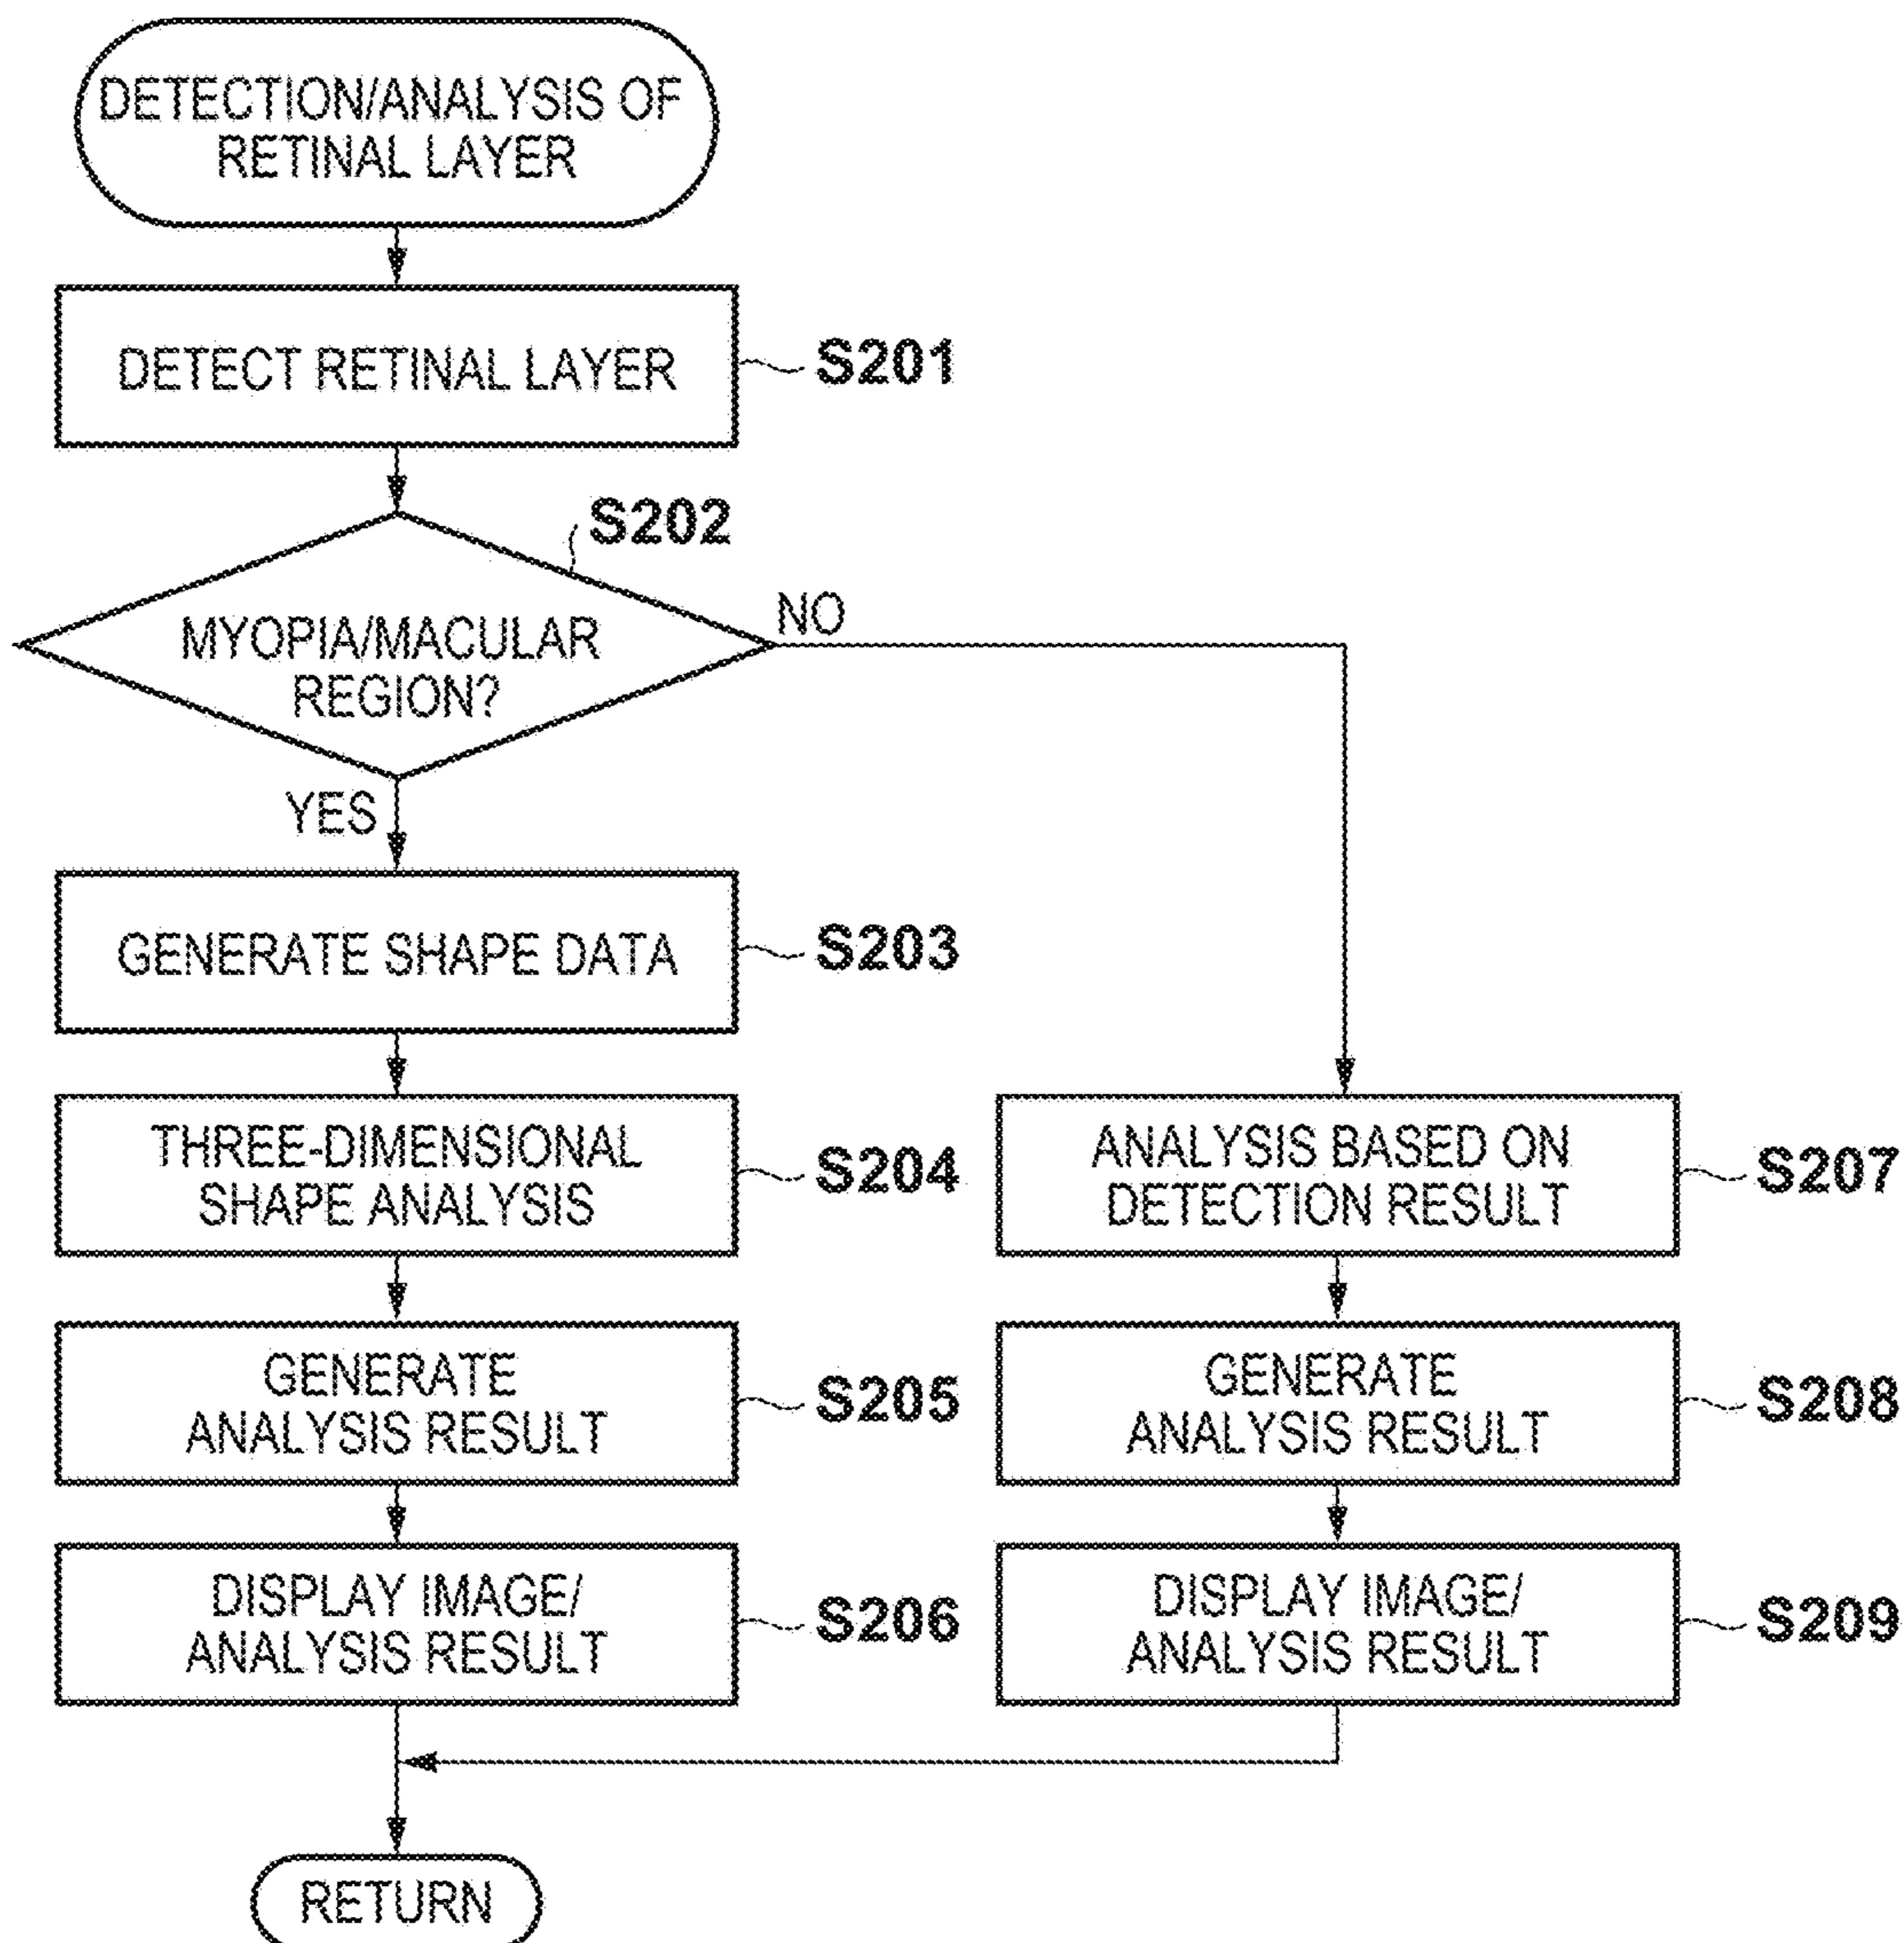 DETECTION/ANALYSIS OF
RETINAL LAYER
DETECT RETINAL LAYER
S201
S202
MYOPIA/MACULAR
REGION?
NO
YES
GENERATE SHAPE DATA
S203
THREE-DIMENSIONAL
SHAPE ANALYSIS
S204
GENERATE
ANALYSIS RESULT
S205
DISPLAY IMAGE/
ANALYSIS RESULT
S206
ANALYSIS BASED ON
DETECTION RESULT
S207
GENERATE
ANALYSIS RESULT
S208
DISPLAY IMAGE/
ANALYSIS RESULT
S209
RETURN